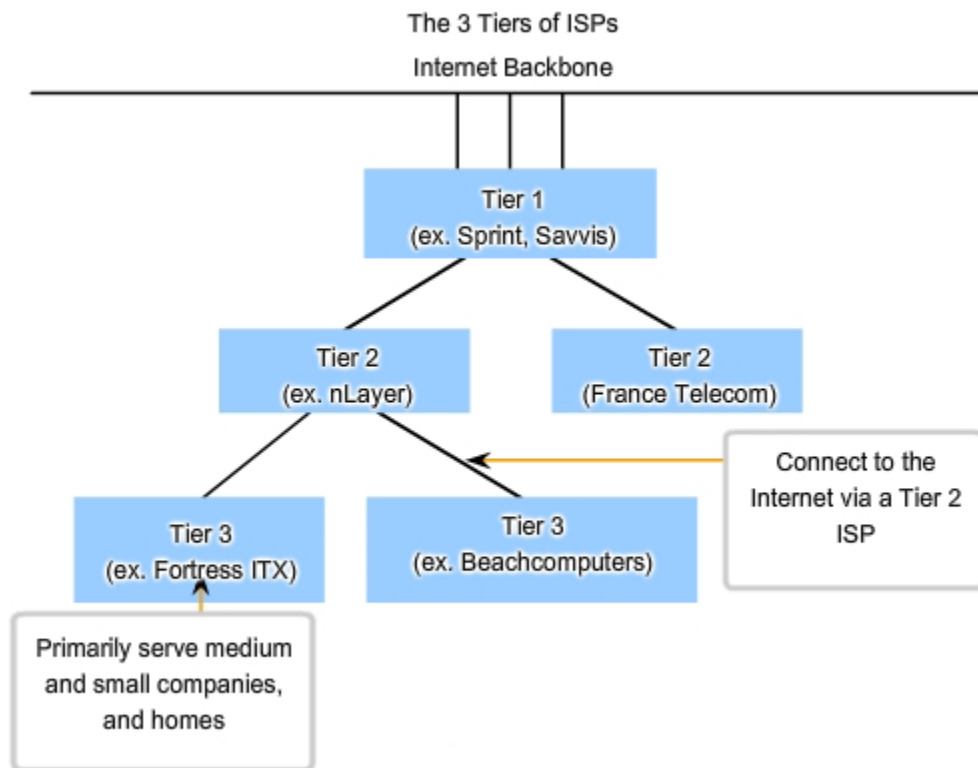 The 3 Tiers of ISPs
Internet Backbone
Tier 1
(ex. Sprint, Savvis)
Tier 2
(ex. nLayer)
Tier 2
(France Telecom)
Connect to the
Internet via a Tier 2
ISP
Tier 3
(ex. Fortress ITX)
Tier 3
(ex. Beachcomputers)
Primarily serve medium
and small companies,
and homes